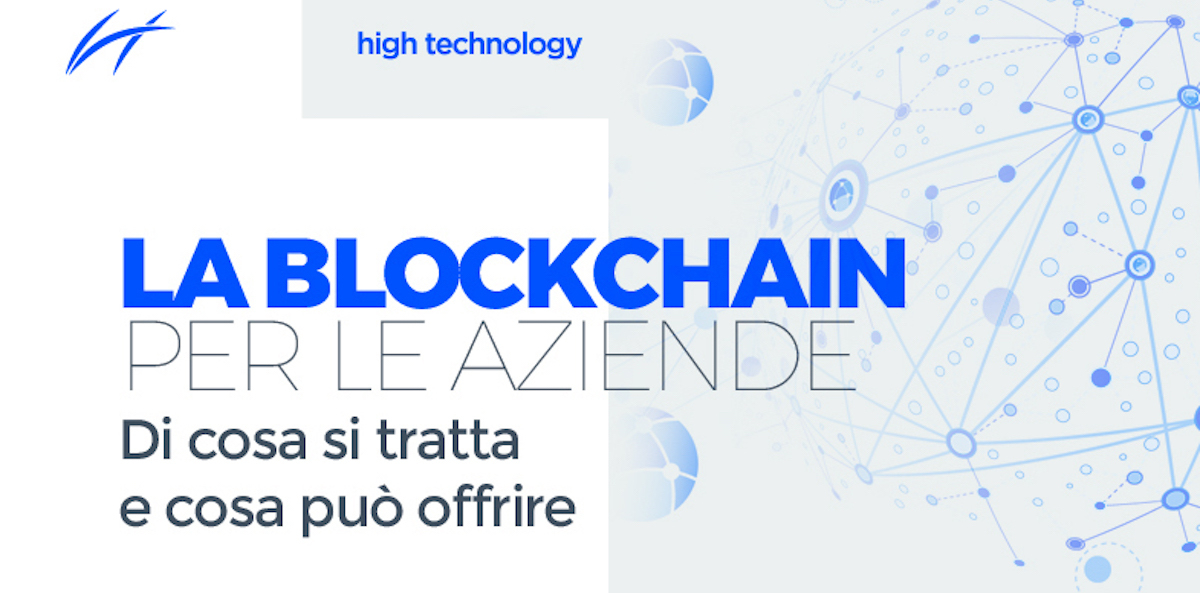 high technology
LA BLOCKCHAIN
PER LE AZIENDE
Di cosa si tratta
e cosa può offrire